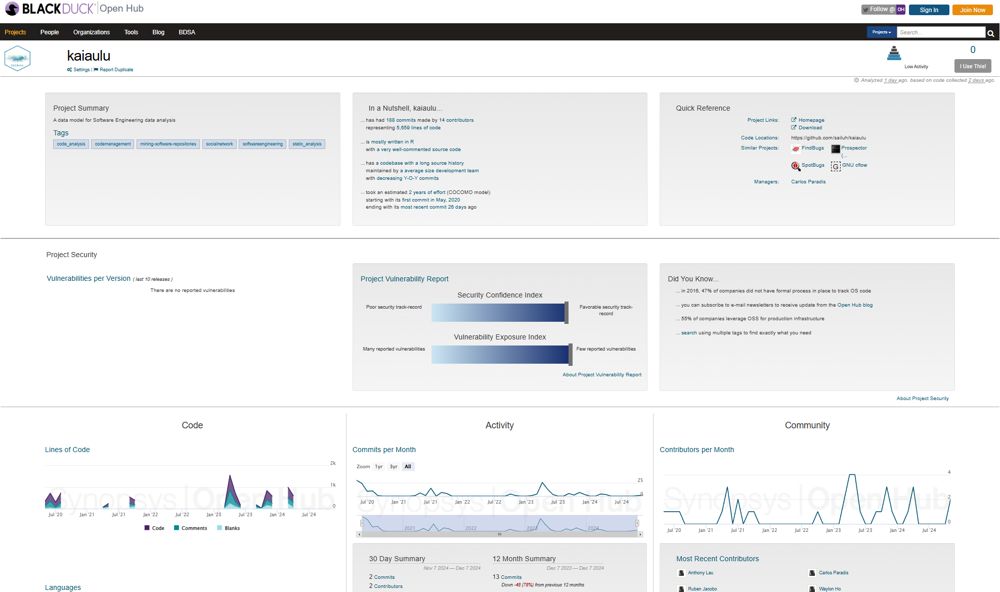 BLACKDUCK® Open Hub
Follow @ OH
Sign In
Join Now
Projects People Organizations Tools Blog BDSA
Projects
Search...
kaiaulu
kaiaulu
Settings | Report Duplicate
Low Activity
0
I Use This!
Analyzed 1 day ago. based on code collected 2 days ago.
Project Summary
A data model for Software Engineering data analysis
Tags
code_analysis codemanagement mining-software-repositories socialnetwork softwareengineering static_analysis
In a Nutshell, kaiaulu...
... has had 188 commits made by 14 contributors
representing 5,659 lines of code
... is mostly written in R
with a very well-commented source code
... has a codebase with a long source history
maintained by a average size development team
with decreasing Y-O-Y commits
... took an estimated 2 years of effort (COCOMO model)
starting with its first commit in May, 2020
ending with its most recent commit 26 days ago
Quick Reference
Project Links: Homepage
Download
Code Locations: https://github.com/sailuh/kaiaulu
Similar Projects: FindBugs Prospector
(...
SpotBugs G GNU cflow
Managers: Carlos Paradis
Project Security
Vulnerabilities per Version ( last 10 releases )
There are no reported vulnerabilities
Project Vulnerability Report
Security Confidence Index
Poor security track-record
Favorable security track-
record
Vulnerability Exposure Index
Many reported vulnerabilities
Few reported vulnerabilities
About Project Vulnerability Report
Did You Know...
... in 2016, 47% of companies did not have formal process in place to track OS code
... you can subscribe to e-mail newsletters to receive update from the Open Hub blog
... 55% of companies leverage OSS for production infrastructure
... search using multiple tags to find exactly what you need
About Project Security
Code
Lines of Code
2k
1k
0
Synopsys | Open Hub
Jul '20 Jan '21 Jul '21 Jan '22 Jul '22 Jan '23 Jul '23 Jan '24 Jul '24
Code Comments Blanks
Languages
Activity
Commits per Month
Zoom 1yr 3yr All
25
0
Synopsys | Open Hub
Jul '20 Jan '21 Jul '21 Jan '22 Jul '22 Jan '23 Jul '23 Jan '24 Jul '24
2021 2022 2023 2024
30 Day Summary
Nov 7 2024 — Dec 7 2024
2 Commits
2 Contributors
12 Month Summary
Dec 7 2023 — Dec 7 2024
13 Commits
Down -48 (78%) from previous 12 months
Community
Contributors per Month
4
2
0
Synopsys | Open Hub
Jul '20 Jan '21 Jul '21 Jan '22 Jul '22 Jan '23 Jul '23 Jan '24 Jul '24
Most Recent Contributors
Anthony Lau Carlos Paradis
Ruben Jacobo Waylon Ho